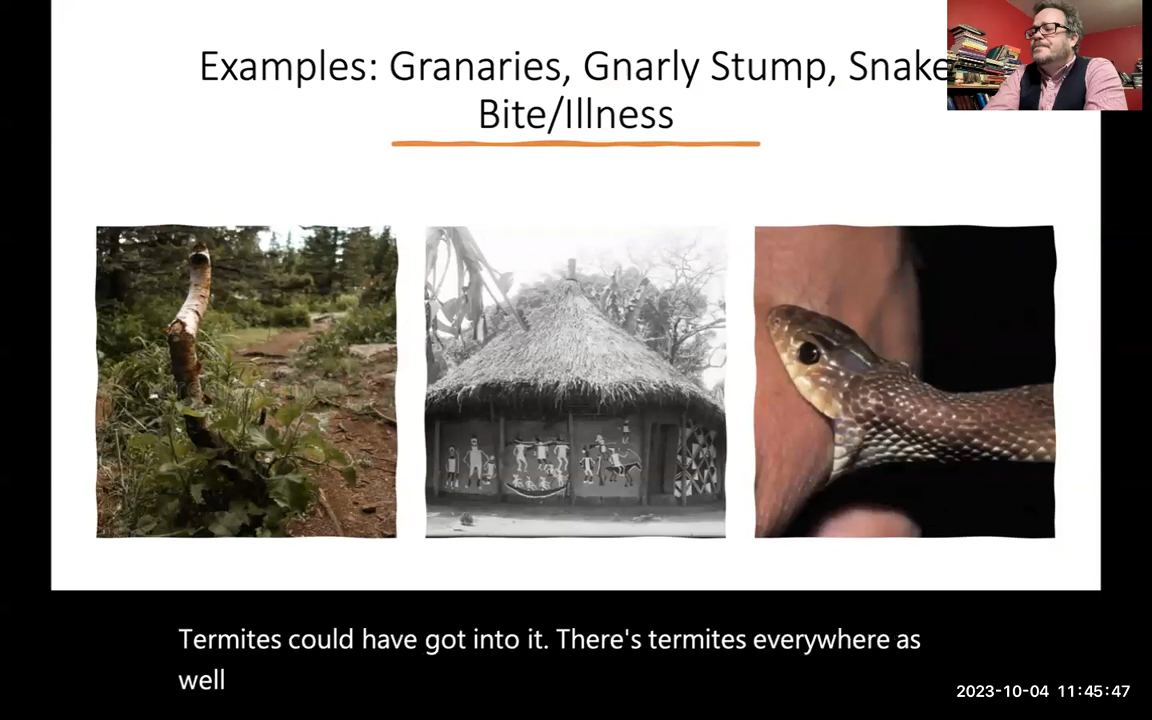 Examples: Granaries, Gnarly Stump, Snake
Bite/Illness
Termites could have got into it. There's termites everywhere as
well
2023-10-04 11:45:47